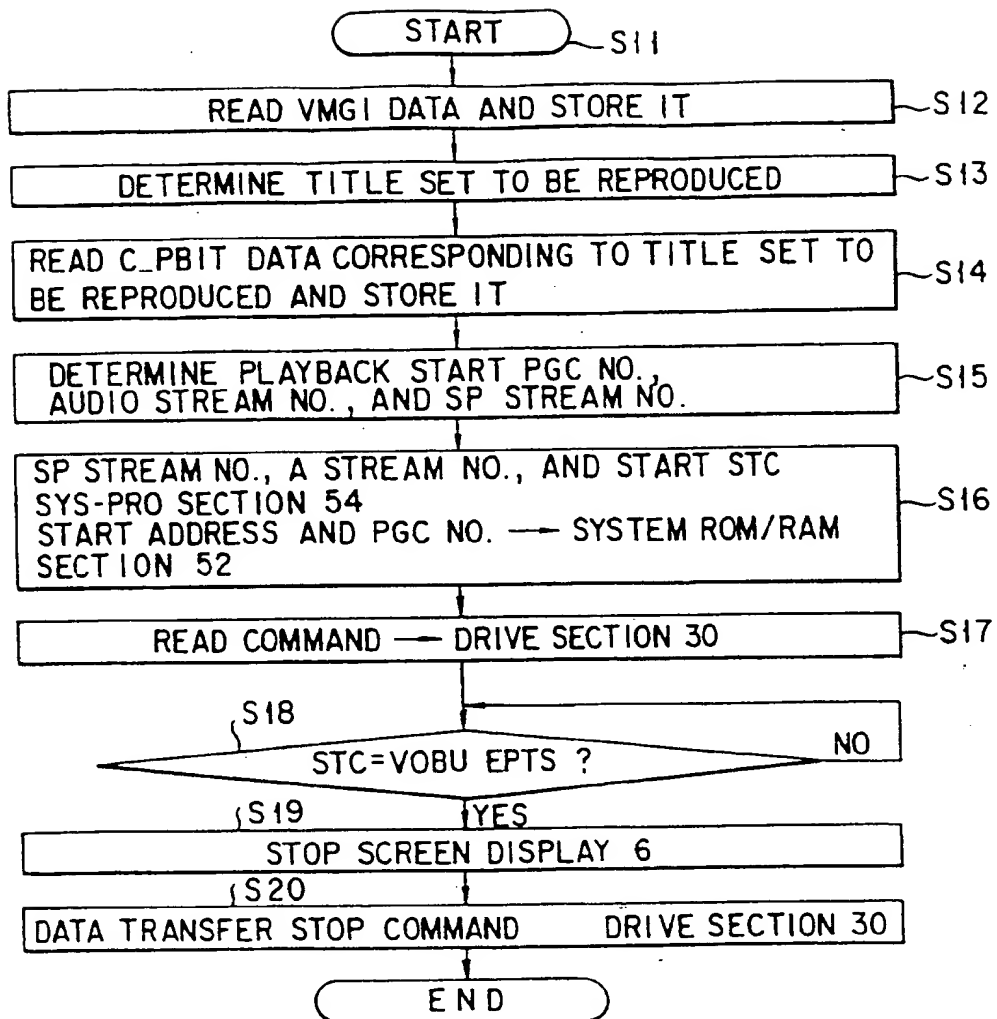 START
S11
READ VMGI DATA AND STORE IT
S12
DETERMINE TITLE SET TO BE REPRODUCED
S13
READ C_PBIT DATA CORRESPONDING TO TITLE SET TO
BE REPRODUCED AND STORE IT
S14
DETERMINE PLAYBACK START PGC NO.,
AUDIO STREAM NO., AND SP STREAM NO.
S15
SP STREAM NO., A STREAM NO., AND START STC
SYS-PRO SECTION 54
START ADDRESS AND PGC NO. → SYSTEM ROM/RAM
SECTION 52
S16
READ COMMAND → DRIVE SECTION 30
S17
S18
STC=VOBU EPTS ?
NO
YES
S19
STOP SCREEN DISPLAY 6
S20
DATA TRANSFER STOP COMMAND DRIVE SECTION 30
END